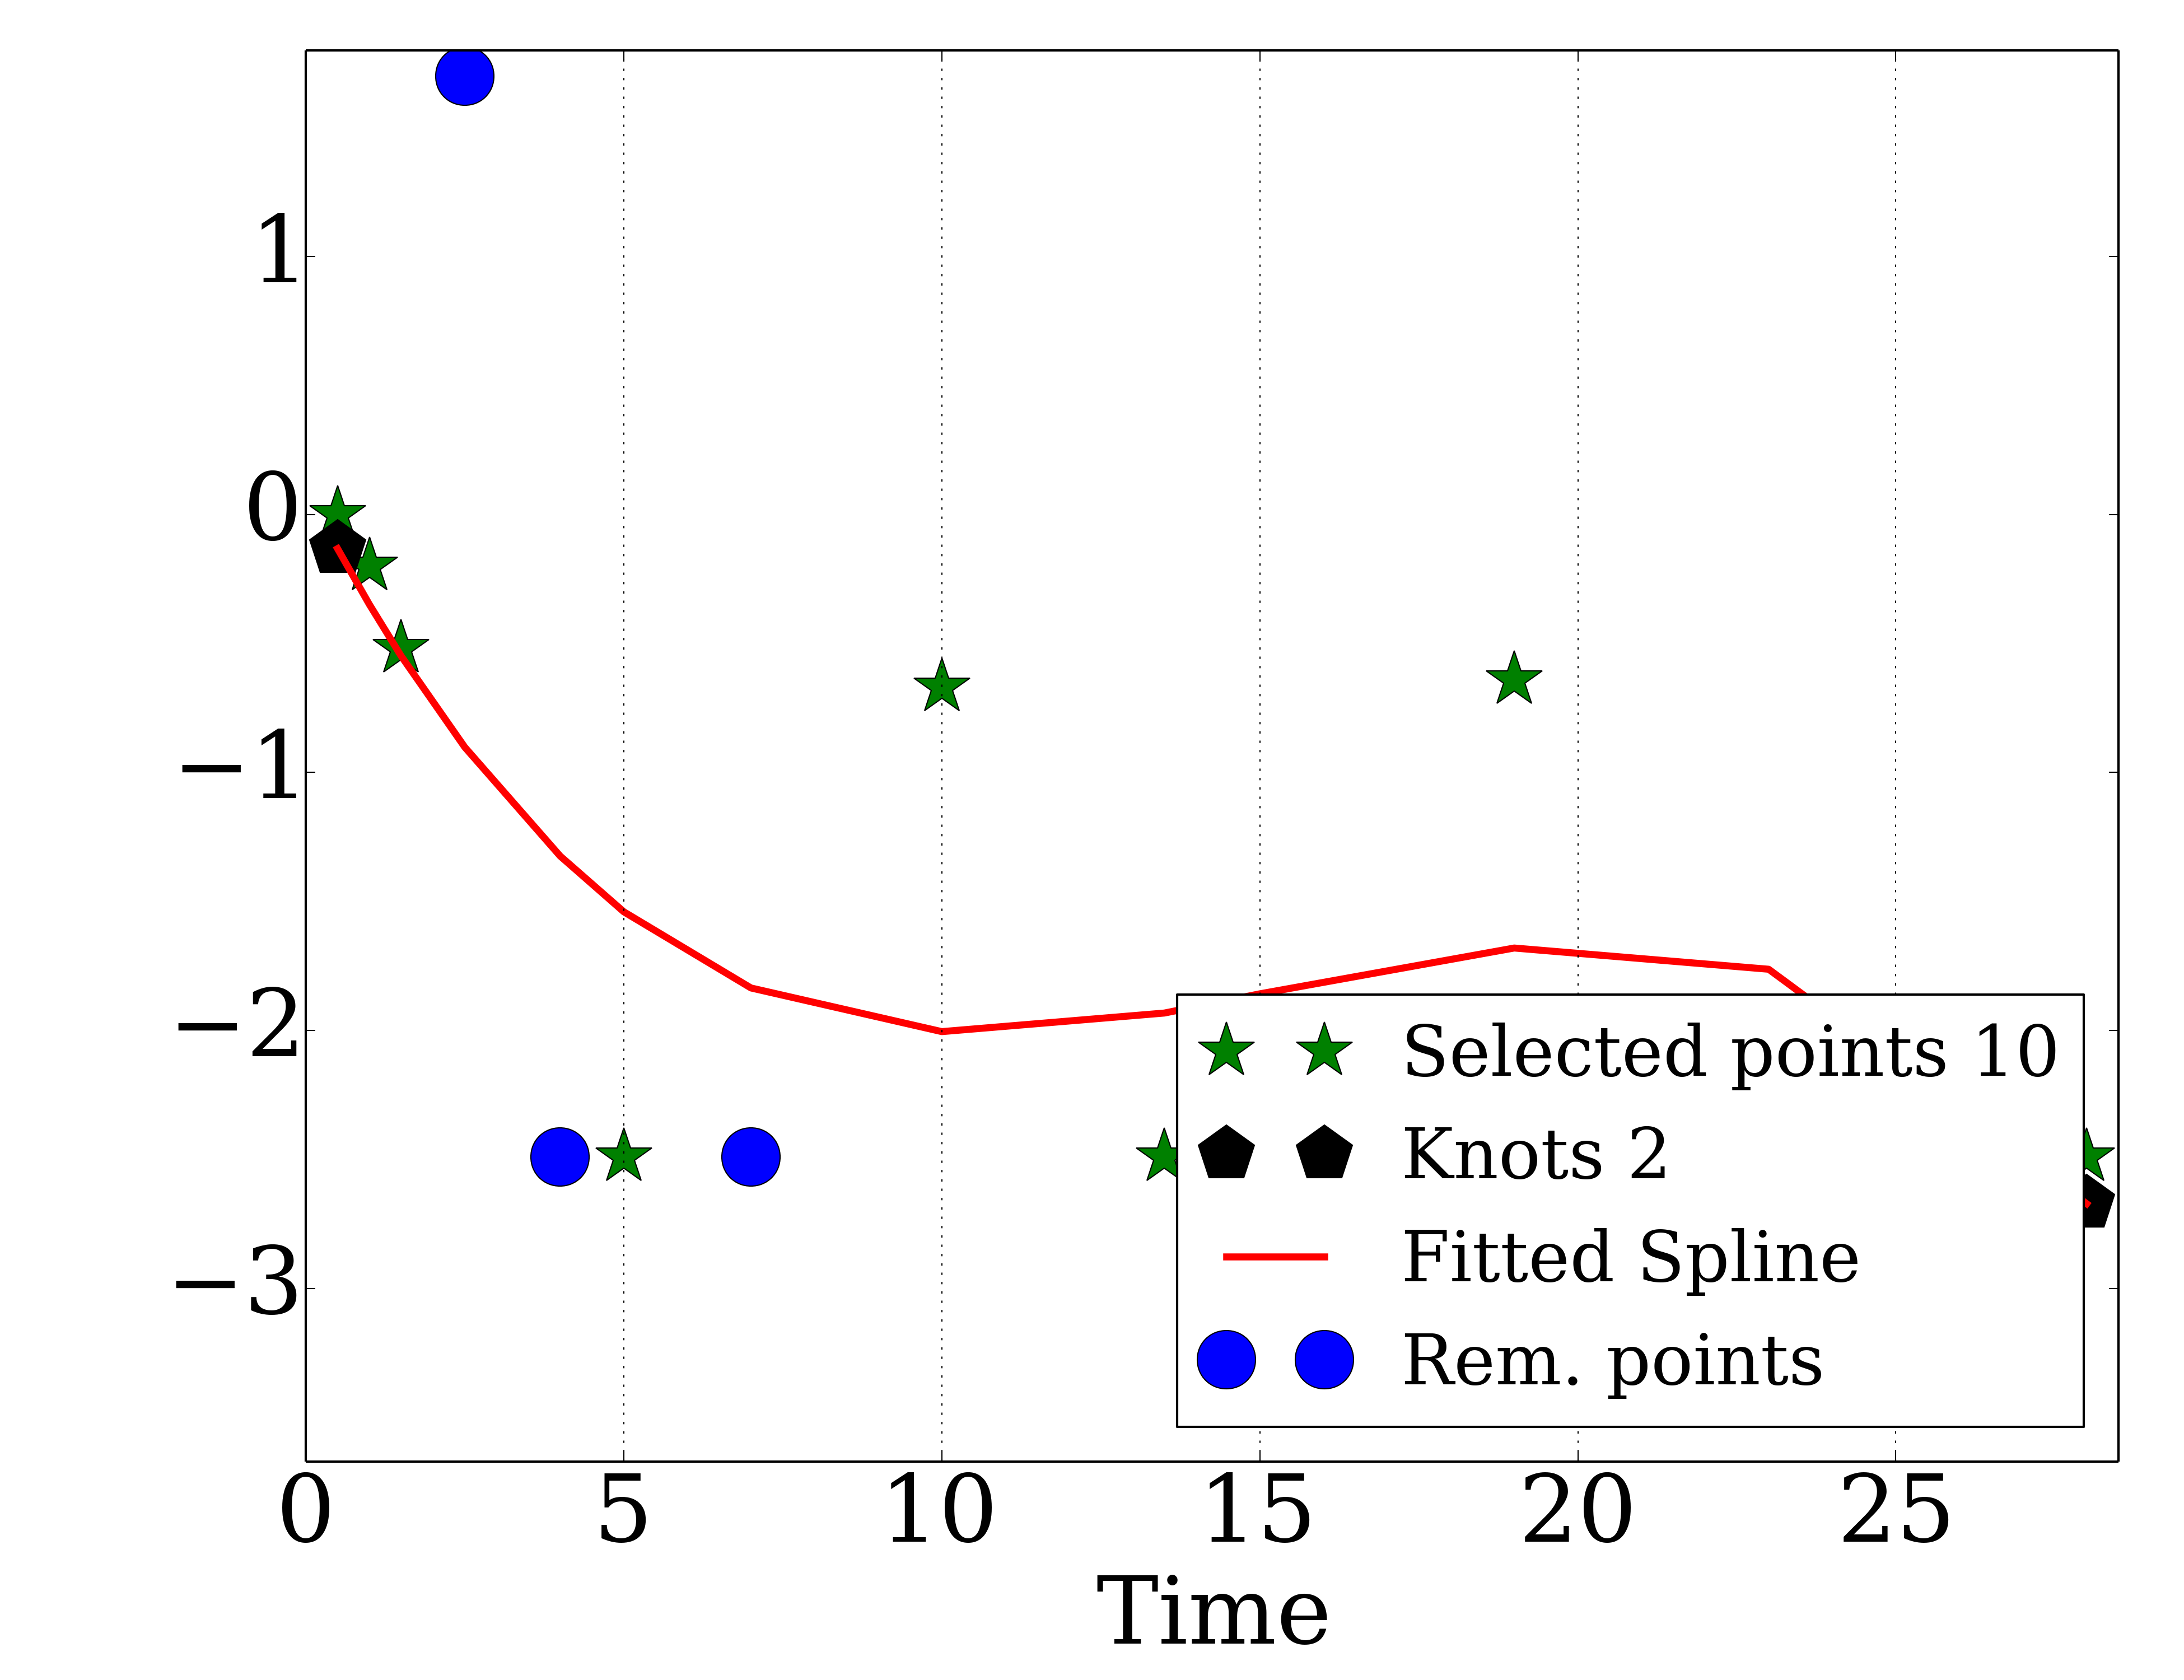 1
0
−1
−2
−3
Selected points 10
Knots 2
Fitted Spline
Rem. points
0 5 10 15 20 25
Time